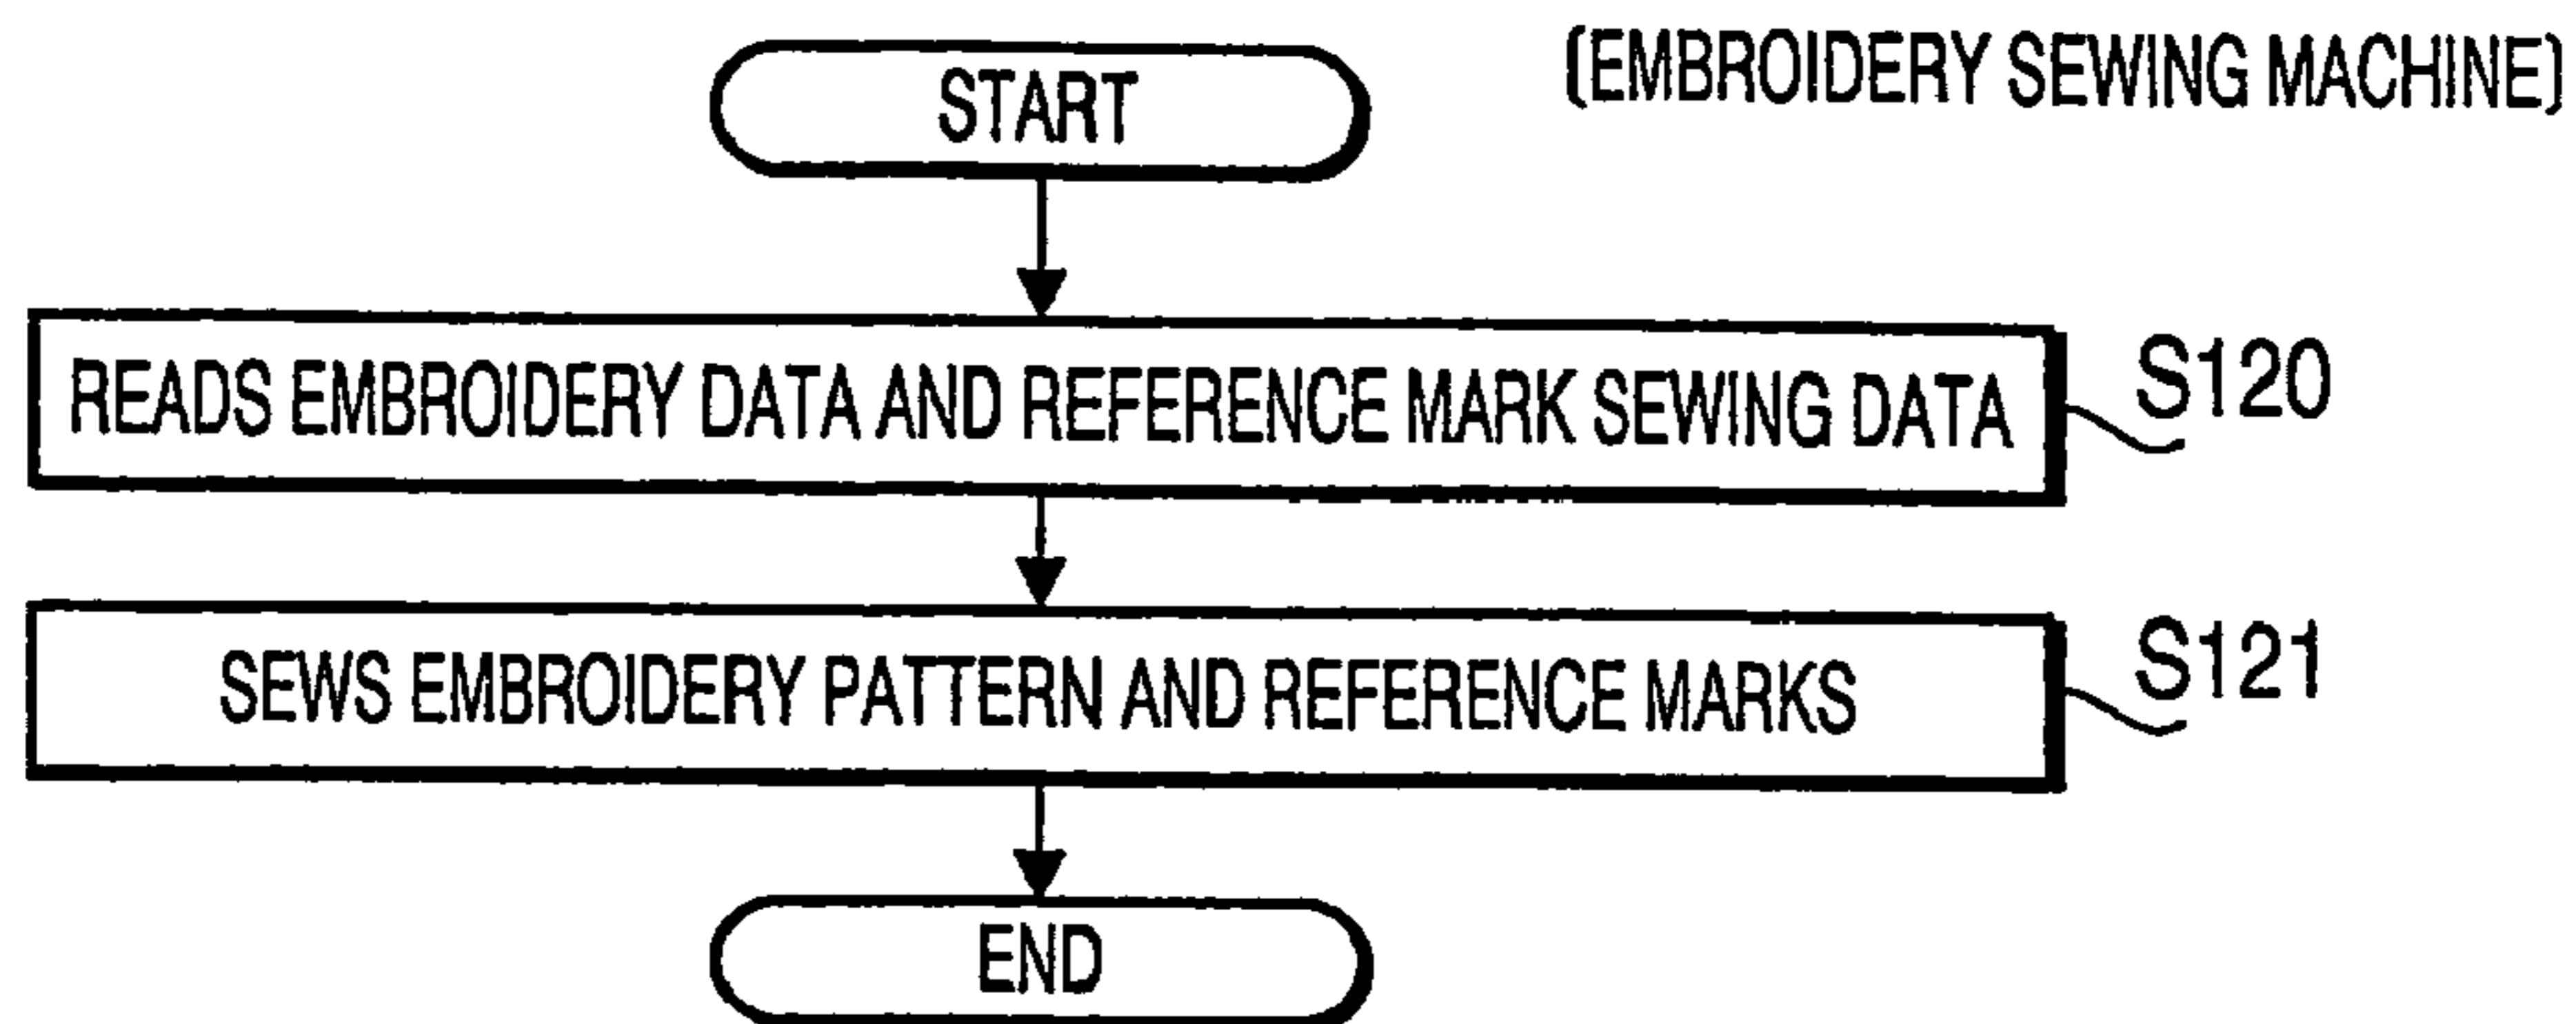 (EMBROIDERY SEWING MACHINE)
START
READS EMBROIDERY DATA AND REFERENCE MARK SEWING DATA
S120
SEWS EMBROIDERY PATTERN AND REFERENCE MARKS
S121
END